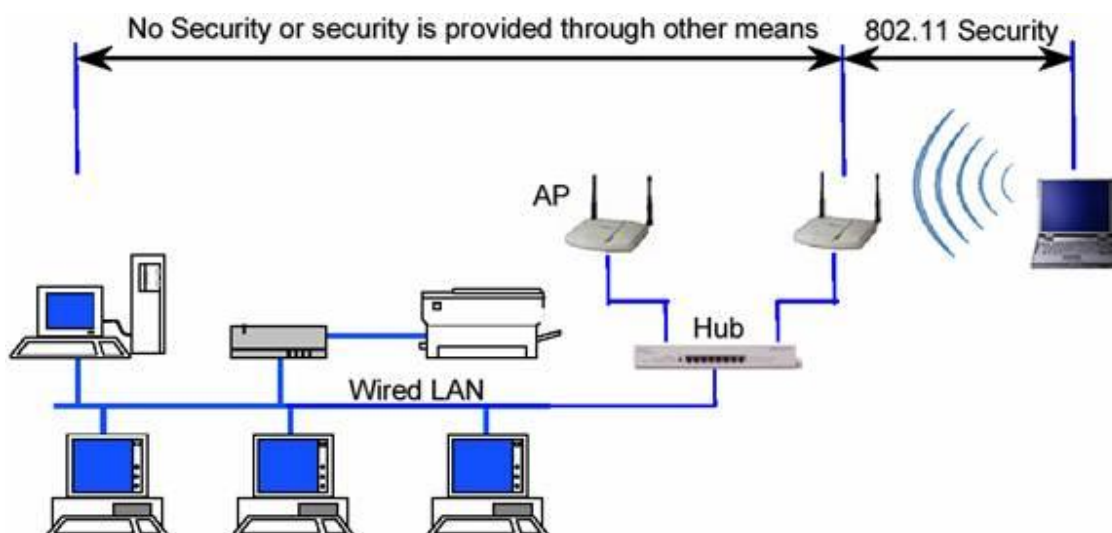 No Security or security is provided through other means
802.11 Security
AP
Hub
Wired LAN